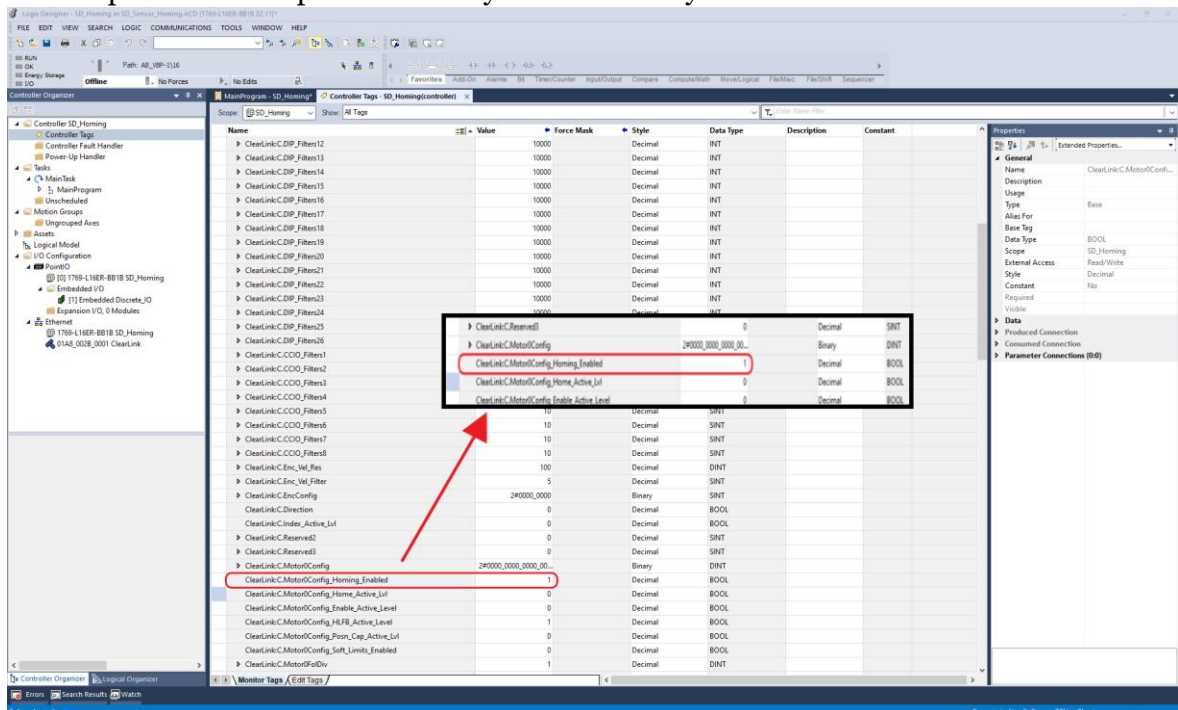 Logix Designer - SD_Homing in SD_Sensor_Homing.ACD [1769-L16ER-BB1B 32.11]*
FILE EDIT VIEW SEARCH LOGIC COMMUNICATIONS TOOLS WINDOW HELP
RUN
OK
Energy Storage
I/O
Path: AB_VBP-1\16
Offline No Forces No Edits
Favorites Add-On Alarms Bit Timer/Counter Input/Output Compare Compute/Math Move/Logical File/Misc. File/Shift Sequencer
Controller Organizer
MainProgram - SD_Homing* Controller Tags - SD_Homing(controller)
Scope: SD_Homing Show: All Tags Enter Name Filter...
Controller SD_Homing
Controller Tags
Controller Fault Handler
Power-Up Handler
Tasks
MainTask
MainProgram
Unscheduled
Motion Groups
Ungrouped Axes
Assets
Logical Model
I/O Configuration
PointIO
[0] 1769-L16ER-BB1B SD_Homing
Embedded I/O
[1] Embedded Discrete_IO
Expansion I/O, 0 Modules
Ethernet
1769-L16ER-BB1B SD_Homing
01A8_002B_0001 ClearLink
Name Value Force Mask Style Data Type Description Constant
ClearLink:C.DIP_Filters12 10000 Decimal INT
ClearLink:C.DIP_Filters13 10000 Decimal INT
ClearLink:C.DIP_Filters14 10000 Decimal INT
ClearLink:C.DIP_Filters15 10000 Decimal INT
ClearLink:C.DIP_Filters16 10000 Decimal INT
ClearLink:C.DIP_Filters17 10000 Decimal INT
ClearLink:C.DIP_Filters18 10000 Decimal INT
ClearLink:C.DIP_Filters19 10000 Decimal INT
ClearLink:C.DIP_Filters20 10000 Decimal INT
ClearLink:C.DIP_Filters21 10000 Decimal INT
ClearLink:C.DIP_Filters22 10000 Decimal INT
ClearLink:C.DIP_Filters23 10000 Decimal INT
ClearLink:C.DIP_Filters24 10000 Decimal INT
ClearLink:C.DIP_Filters25
ClearLink:C.DIP_Filters26
ClearLink:C.CCIO_Filters1
ClearLink:C.CCIO_Filters2
ClearLink:C.CCIO_Filters3
ClearLink:C.CCIO_Filters4
ClearLink:C.CCIO_Filters5 10 Decimal SINT
ClearLink:C.CCIO_Filters6 10 Decimal SINT
ClearLink:C.CCIO_Filters7 10 Decimal SINT
ClearLink:C.CCIO_Filters8 10 Decimal SINT
ClearLink:C.Enc_Vel_Res 100 Decimal DINT
ClearLink:C.Enc_Vel_Filter 5 Decimal SINT
ClearLink:C.EncConfig 2#0000_0000 Binary SINT
ClearLink:C.Direction 0 Decimal BOOL
ClearLink:C.Index_Active_Lvl 0 Decimal BOOL
ClearLink:C.Reserved2 0 Decimal SINT
ClearLink:C.Reserved3 0 Decimal SINT
ClearLink:C.Motor0Config 2#0000_0000_0000_00... Binary DINT
ClearLink:C.Motor0Config_Homing_Enabled 1 Decimal BOOL
ClearLink:C.Motor0Config_Home_Active_Lvl 0 Decimal BOOL
ClearLink:C.Motor0Config_Enable_Active_Level 0 Decimal BOOL
ClearLink:C.Motor0Config_HLFB_Active_Level 1 Decimal BOOL
ClearLink:C.Motor0Config_Posn_Cap_Active_Lvl 0 Decimal BOOL
ClearLink:C.Motor0Config_Soft_Limits_Enabled 0 Decimal BOOL
ClearLink:C.Motor0FolDiv 1 Decimal DINT
ClearLink:C.Reserved3 0 Decimal SINT
ClearLink:C.Motor0Config 2#0000_0000_0000_00... Binary DINT
ClearLink:C.Motor0Config_Homing_Enabled 1 Decimal BOOL
ClearLink:C.Motor0Config_Home_Active_Lvl 0 Decimal BOOL
ClearLink:C.Motor0Config_Enable_Active_Level 0 Decimal BOOL
Properties
Extended Properties...
General
Name ClearLink:C.Motor0Confi...
Description
Usage
Type Base
Alias For
Base Tag
Data Type BOOL
Scope SD_Homing
External Access Read/Write
Style Decimal
Constant No
Required
Visible
Data
Produced Connection
Consumed Connection
Parameter Connections {0:0}
Controller Organizer Logical Organizer
Monitor Tags Edit Tags
Errors Search Results Watch